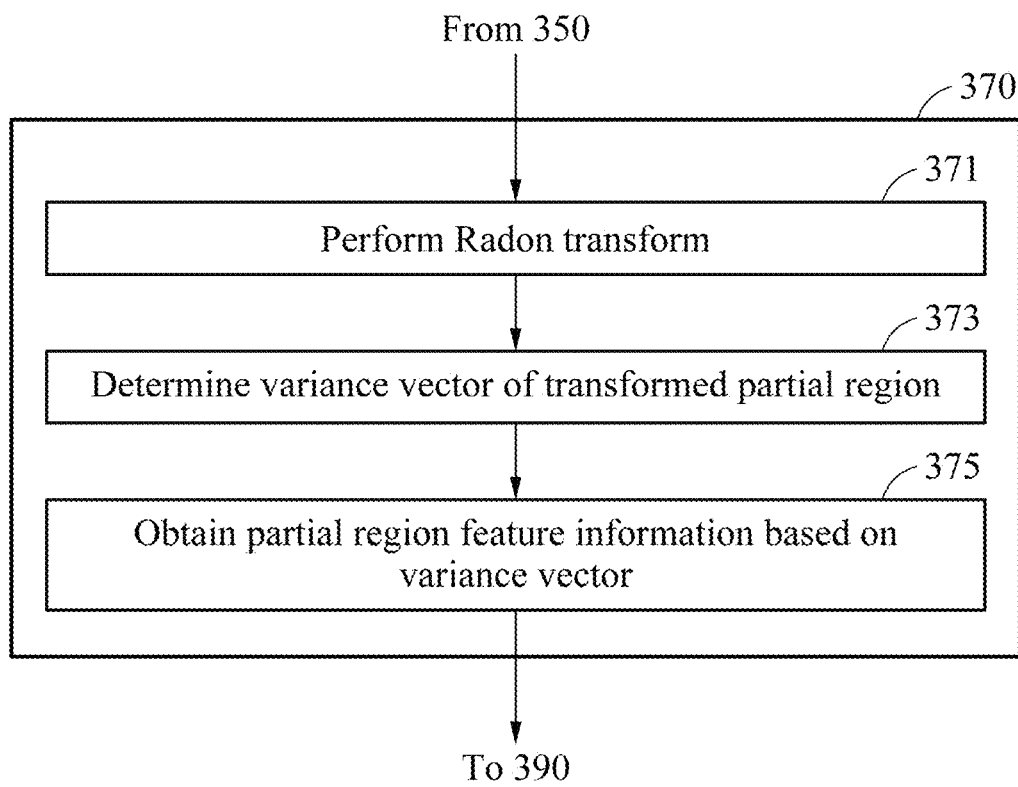 From 350
370
371
Perform Radon transform
373
Determine variance vector of transformed partial region
375
Obtain partial region feature information based on
variance vector
To 390